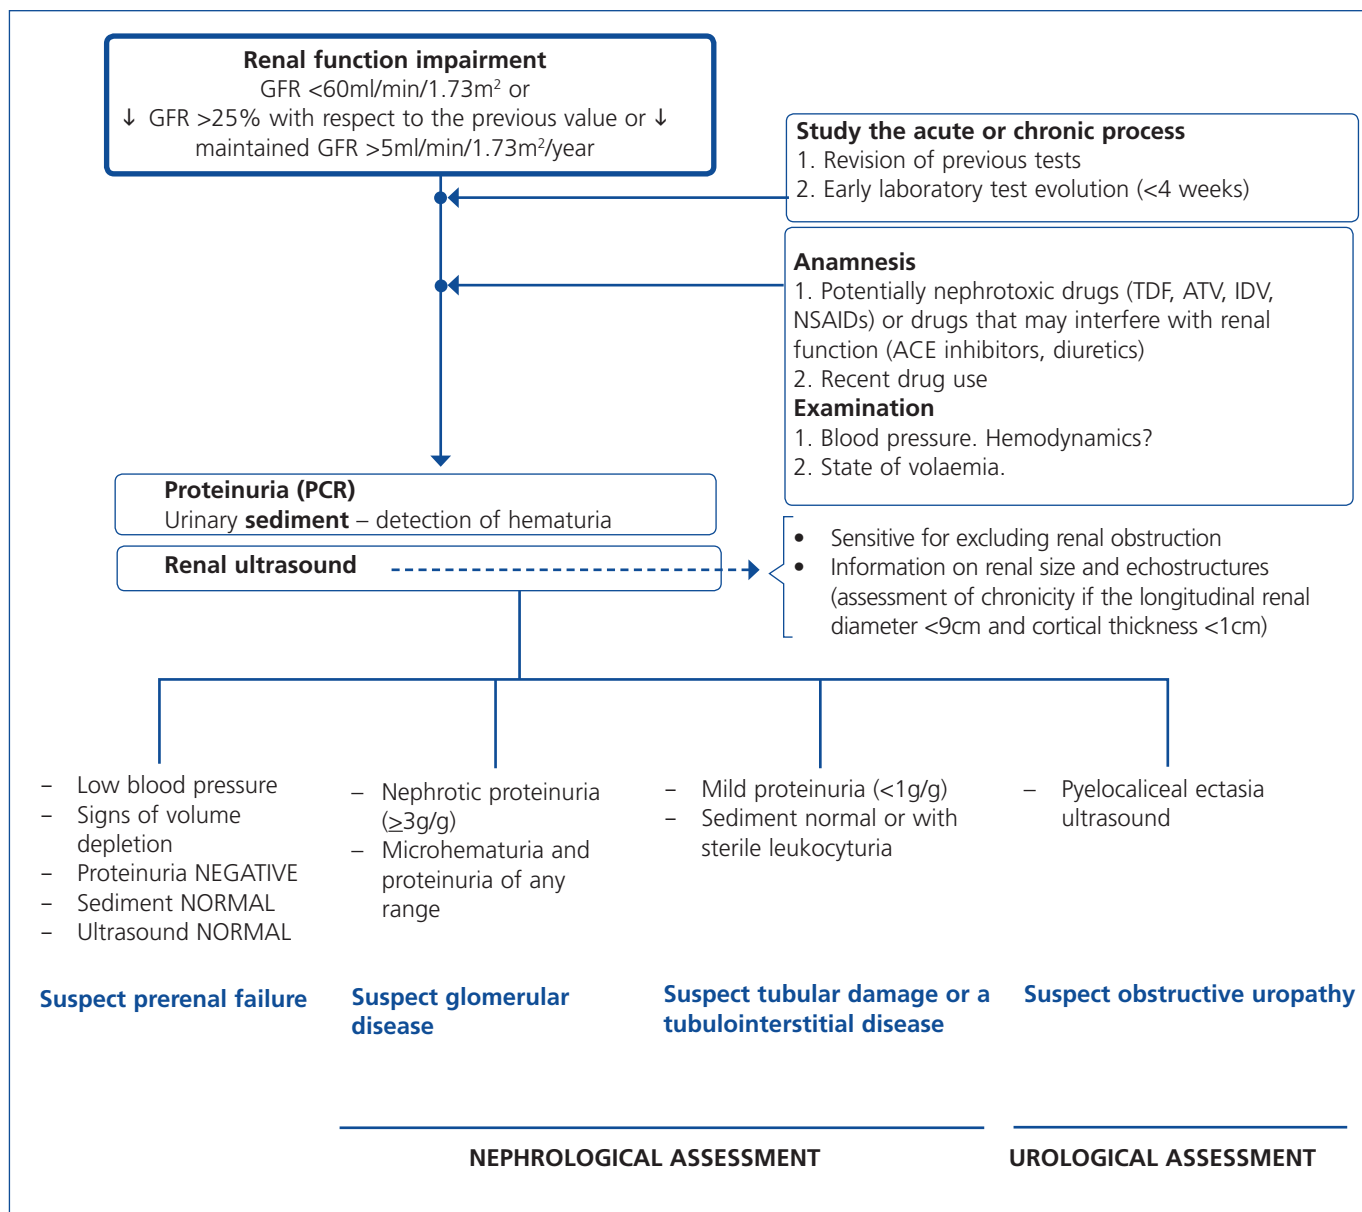 Renal function impairment
GFR <60ml/min/1.73m² or
↓ GFR >25% with respect to the previous value or ↓
maintained GFR >5ml/min/1.73m²/year
Study the acute or chronic process
1. Revision of previous tests
2. Early laboratory test evolution (<4 weeks)
Anamnesis
1. Potentially nephrotoxic drugs (TDF, ATV, IDV,
NSAIDs) or drugs that may interfere with renal
function (ACE inhibitors, diuretics)
2. Recent drug use
Examination
1. Blood pressure. Hemodynamics?
2. State of volaemia.
Proteinuria (PCR)
Urinary sediment – detection of hematuria
Renal ultrasound
• Sensitive for excluding renal obstruction
• Information on renal size and echostructures
(assessment of chronicity if the longitudinal renal
diameter <9cm and cortical thickness <1cm)
– Low blood pressure
– Signs of volume
depletion
– Proteinuria NEGATIVE
– Sediment NORMAL
– Ultrasound NORMAL
Suspect prerenal failure
– Nephrotic proteinuria
(≥3g/g)
– Microhematuria and
proteinuria of any
range
Suspect glomerular
disease
– Mild proteinuria (<1g/g)
– Sediment normal or with
sterile leukocyturia
Suspect tubular damage or a
tubulointerstitial disease
– Pyelocaliceal ectasia
ultrasound
Suspect obstructive uropathy
NEPHROLOGICAL ASSESSMENT
UROLOGICAL ASSESSMENT